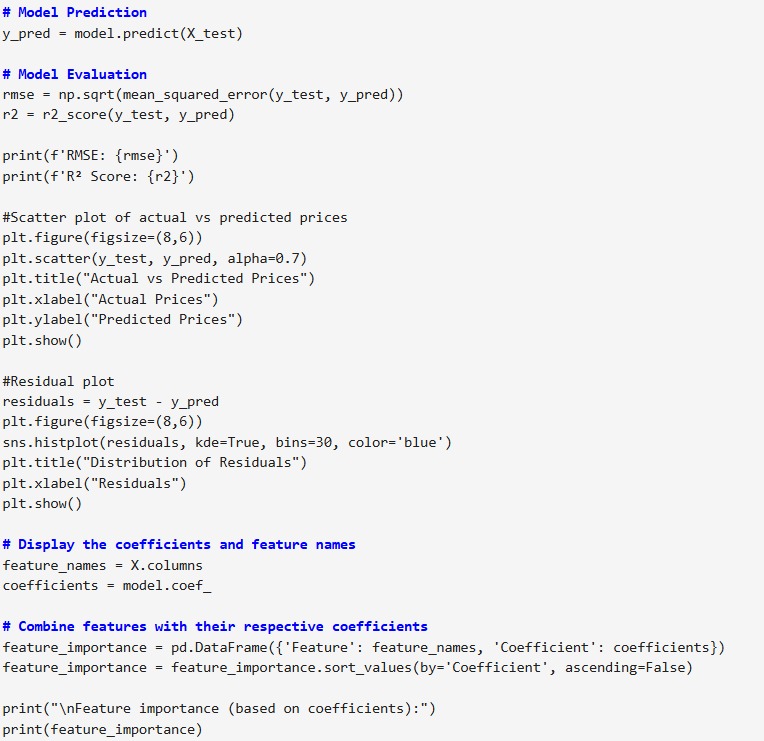 # Model Prediction
y_pred = model.predict(X_test)
# Model Evaluation
rmse = np.sqrt(mean_squared_error(y_test, y_pred))
r2 = r2_score(y_test, y_pred)
print(f'RMSE: {rmse}')
print(f'R² Score: {r2}')
#Scatter plot of actual vs predicted prices
plt.figure(figsize=(8,6))
plt.scatter(y_test, y_pred, alpha=0.7)
plt.title("Actual vs Predicted Prices")
plt.xlabel("Actual Prices")
plt.ylabel("Predicted Prices")
plt.show()
#Residual plot
residuals = y_test - y_pred
plt.figure(figsize=(8,6))
sns.histplot(residuals, kde=True, bins=30, color='blue')
plt.title("Distribution of Residuals")
plt.xlabel("Residuals")
plt.show()
# Display the coefficients and feature names
feature_names = X.columns
coefficients = model.coef_
# Combine features with their respective coefficients
feature_importance = pd.DataFrame({'Feature': feature_names, 'Coefficient': coefficients})
feature_importance = feature_importance.sort_values(by='Coefficient', ascending=False)
print("\nFeature importance (based on coefficients):")
print(feature_importance)